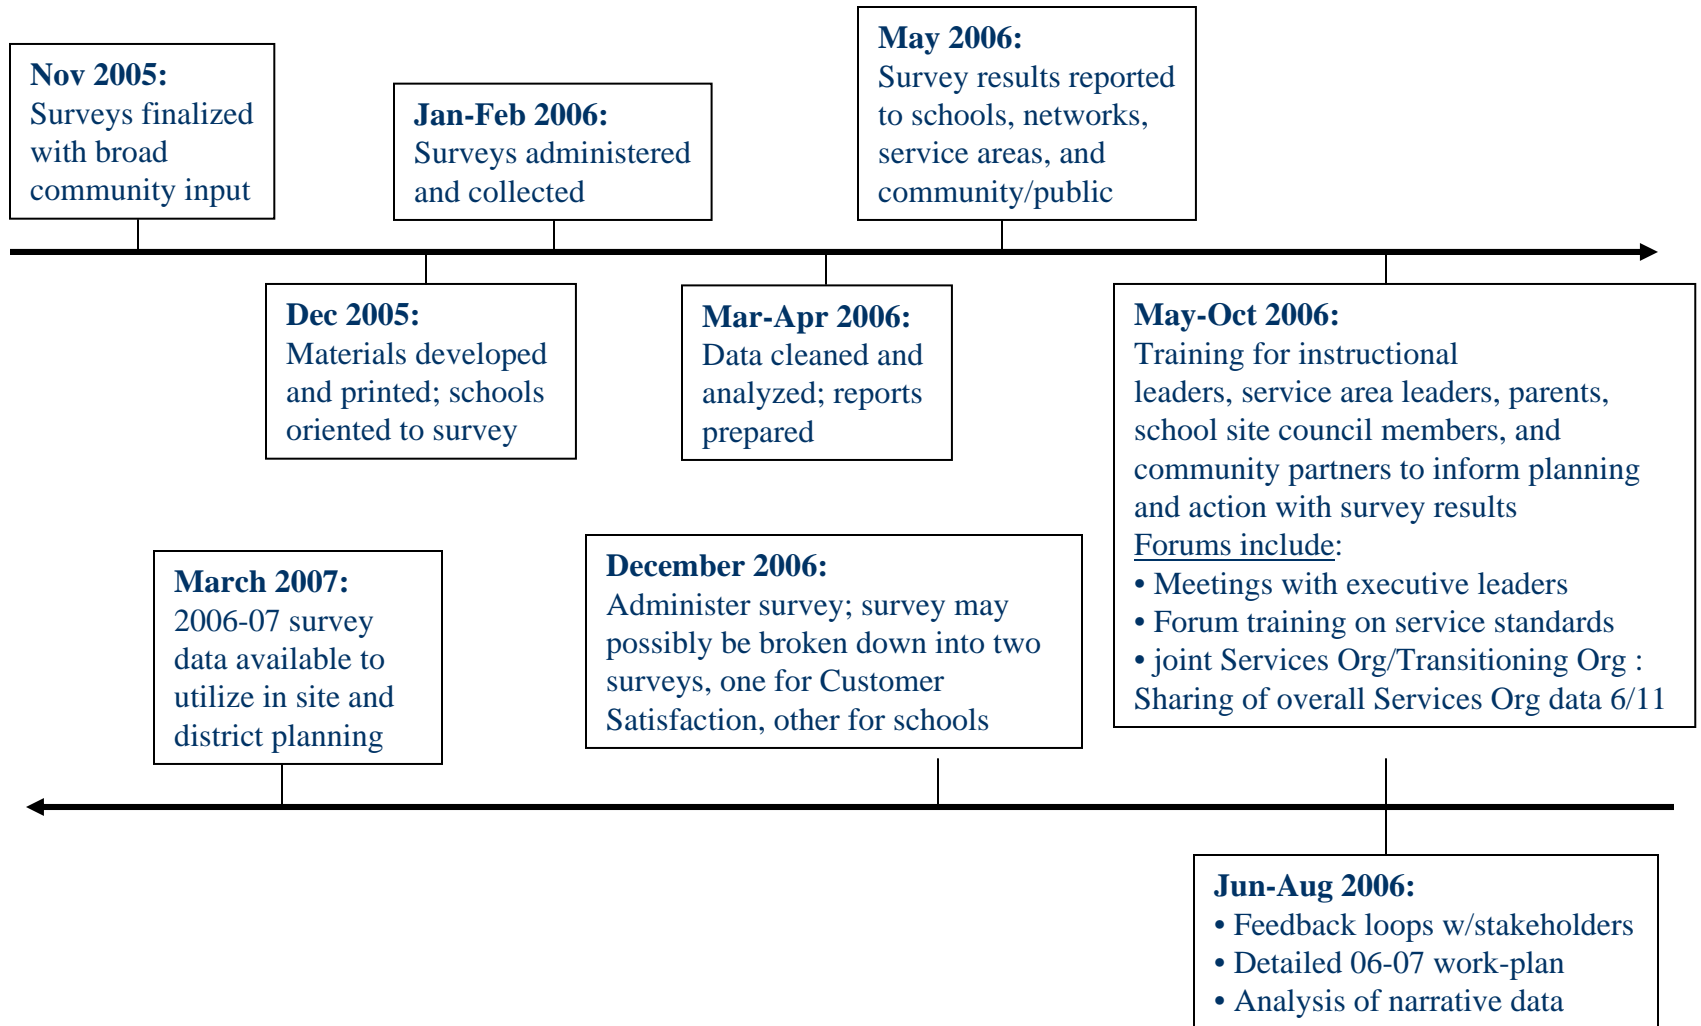 Nov 2005:
Surveys finalized
with broad
community input
Dec 2005:
Materials developed
and printed; schools
oriented to survey
Jan-Feb 2006:
Surveys administered
and collected
Mar-Apr 2006:
Data cleaned and
analyzed; reports
prepared
May 2006:
Survey results reported
to schools, networks,
service areas, and
community/public
May-Oct 2006:
Training for instructional
leaders, service area leaders, parents,
school site council members, and
community partners to inform planning
and action with survey results
Forums include:
• Meetings with executive leaders
• Forum training on service standards
• joint Services Org/Transitioning Org :
Sharing of overall Services Org data 6/11
Jun-Aug 2006:
• Feedback loops w/stakeholders
• Detailed 06-07 work-plan
• Analysis of narrative data
December 2006:
Administer survey; survey may
possibly be broken down into two
surveys, one for Customer
Satisfaction, other for schools
March 2007:
2006-07 survey
data available to
utilize in site and
district planning